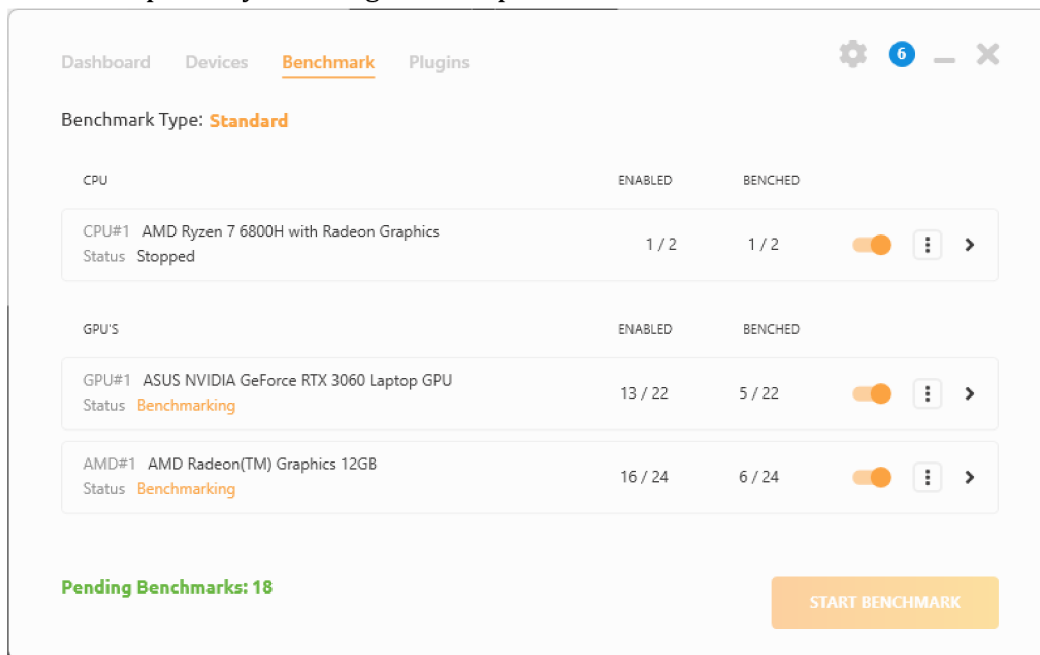 Dashboard Devices Benchmark Plugins 6
Benchmark Type: Standard
CPU ENABLED BENCHED
CPU#1 AMD Ryzen 7 6800H with Radeon Graphics 1 / 2 1 / 2
Status Stopped
GPU'S ENABLED BENCHED
GPU#1 ASUS NVIDIA GeForce RTX 3060 Laptop GPU 13 / 22 5 / 22
Status Benchmarking
AMD#1 AMD Radeon(TM) Graphics 12GB 16 / 24 6 / 24
Status Benchmarking
Pending Benchmarks: 18
START BENCHMARK